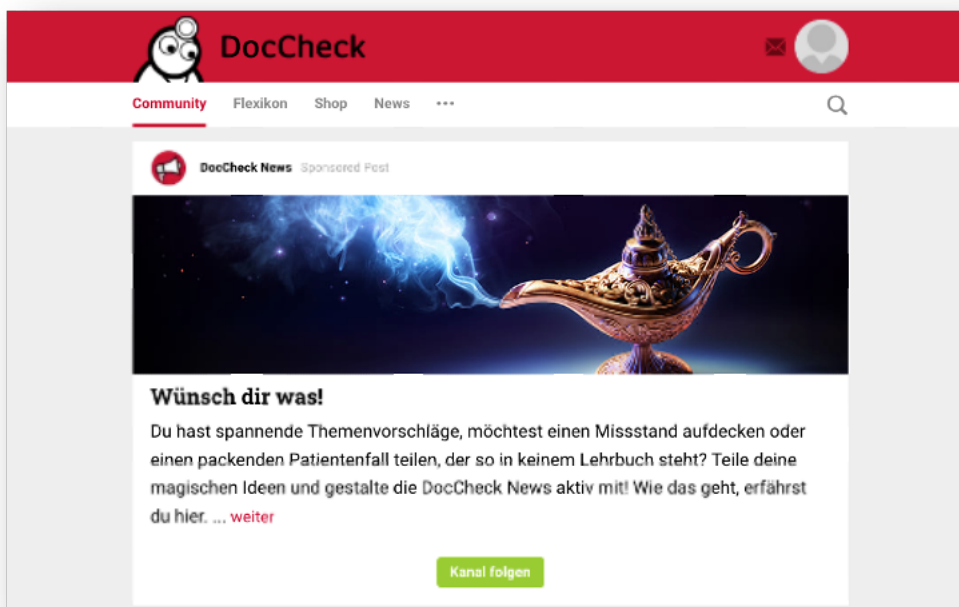 DocCheck
Community Flexikon Shop News ...
DocCheck News Sponsored Post
Wünsch dir was!
Du hast spannende Themenvorschläge, möchtest einen Missstand aufdecken oder
einen packenden Patientenfall teilen, der so in keinem Lehrbuch steht? Teile deine
magischen Ideen und gestalte die DocCheck News aktiv mit! Wie das geht, erfährst
du hier. ... weiter
Kanal folgen